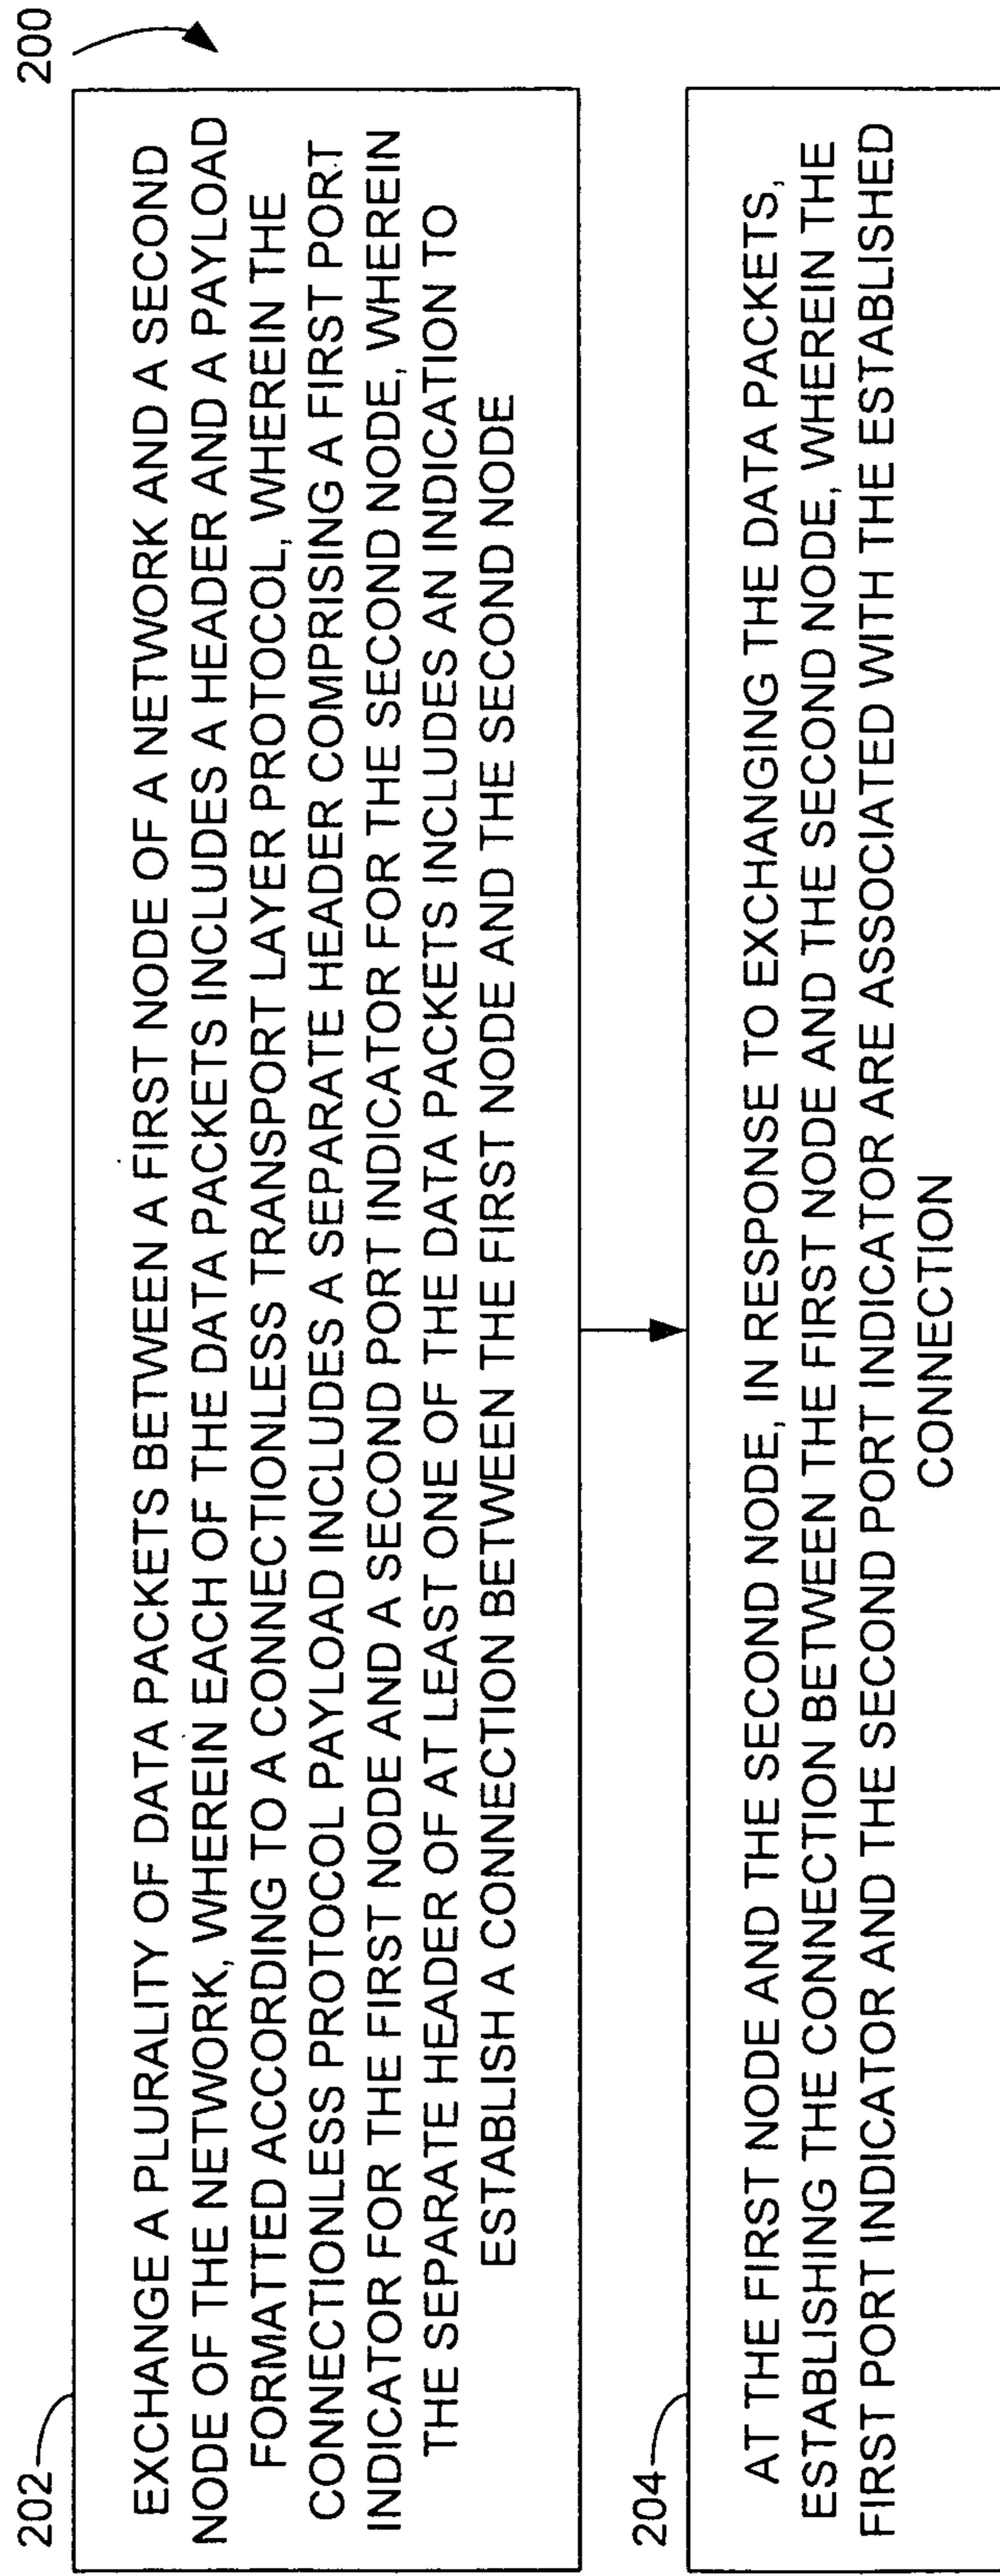 200
202
EXCHANGE A PLURALITY OF DATA PACKETS BETWEEN A FIRST NODE OF A NETWORK AND A SECOND
NODE OF THE NETWORK, WHEREIN EACH OF THE DATA PACKETS INCLUDES A HEADER AND A PAYLOAD
FORMATTED ACCORDING TO A CONNECTIONLESS TRANSPORT LAYER PROTOCOL, WHEREIN THE
CONNECTIONLESS PROTOCOL PAYLOAD INCLUDES A SEPARATE HEADER COMPRISING A FIRST PORT
INDICATOR FOR THE FIRST NODE AND A SECOND PORT INDICATOR FOR THE SECOND NODE, WHEREIN
THE SEPARATE HEADER OF AT LEAST ONE OF THE DATA PACKETS INCLUDES AN INDICATION TO
ESTABLISH A CONNECTION BETWEEN THE FIRST NODE AND THE SECOND NODE
204
AT THE FIRST NODE AND THE SECOND NODE, IN RESPONSE TO EXCHANGING THE DATA PACKETS,
ESTABLISHING THE CONNECTION BETWEEN THE FIRST NODE AND THE SECOND NODE, WHEREIN THE
FIRST PORT INDICATOR AND THE SECOND PORT INDICATOR ARE ASSOCIATED WITH THE ESTABLISHED
CONNECTION